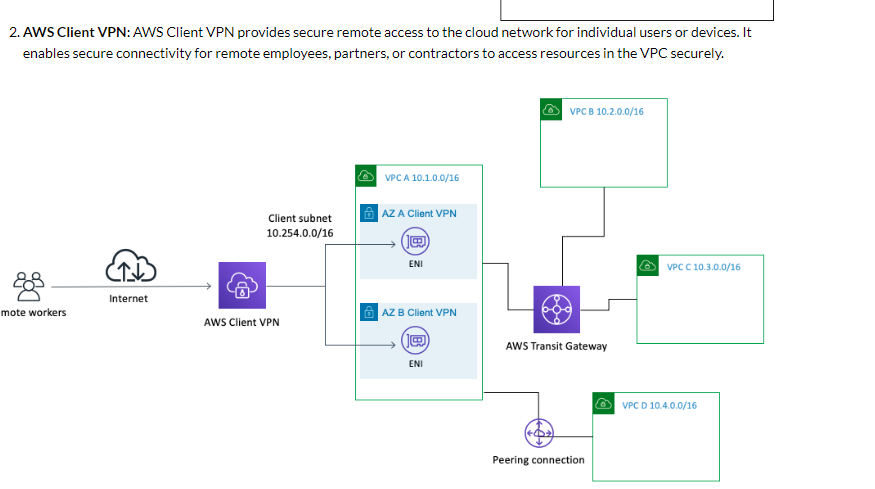 2. AWS Client VPN: AWS Client VPN provides secure remote access to the cloud network for individual users or devices. It
enables secure connectivity for remote employees, partners, or contractors to access resources in the VPC securely.
VPC B 10.2.0.0/16
VPC A 10.1.0.0/16
Client subnet
10.254.0.0/16
AZ A Client VPN
ENI
VPC C 10.3.0.0/16
Internet
mote workers
AWS Client VPN
AZ B Client VPN
ENI
AWS Transit Gateway
VPC D 10.4.0.0/16
Peering connection